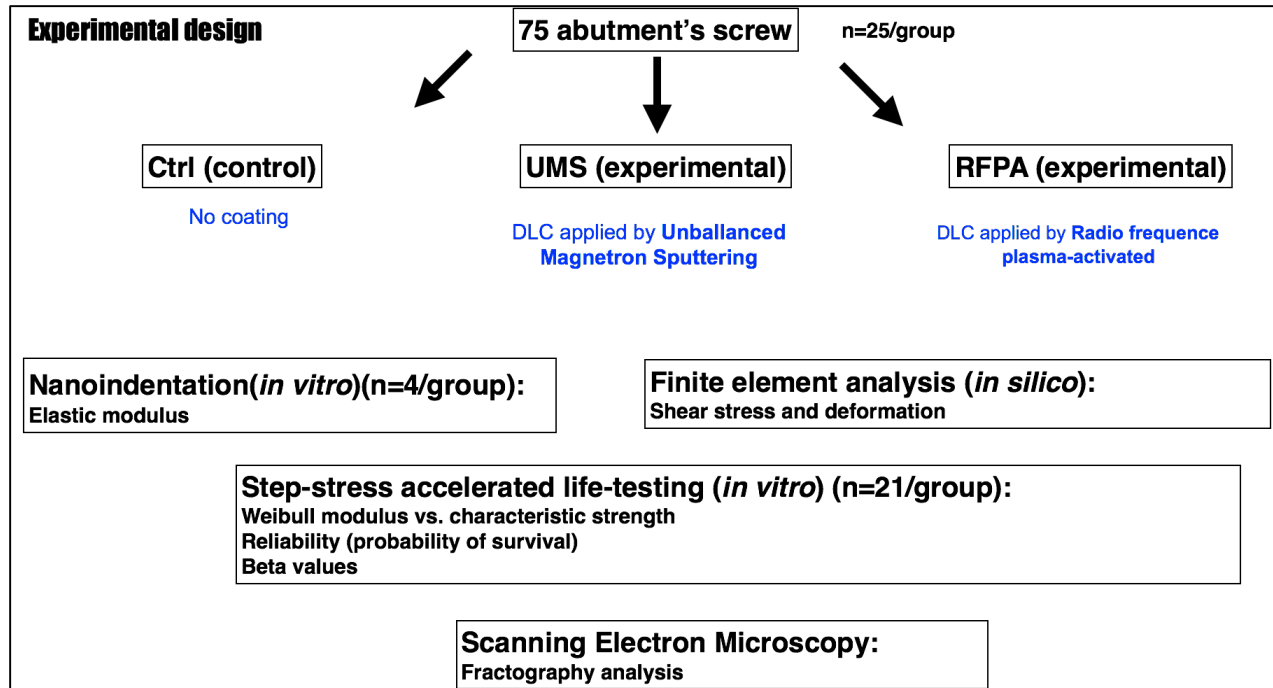 Experimental design
75 abutment's screw
n=25/group
Ctrl (control)
UMS (experimental)
RFPA (experimental)
No coating
DLC applied by Unballanced
Magnetron Sputtering
DLC applied by Radio frequence
plasma-activated
Nanoindentation(in vitro)(n=4/group):
Elastic modulus
Finite element analysis (in silico):
Shear stress and deformation
Step-stress accelerated life-testing (in vitro) (n=21/group):
Weibull modulus vs. characteristic strength
Reliability (probability of survival)
Beta values
Scanning Electron Microscopy:
Fractography analysis